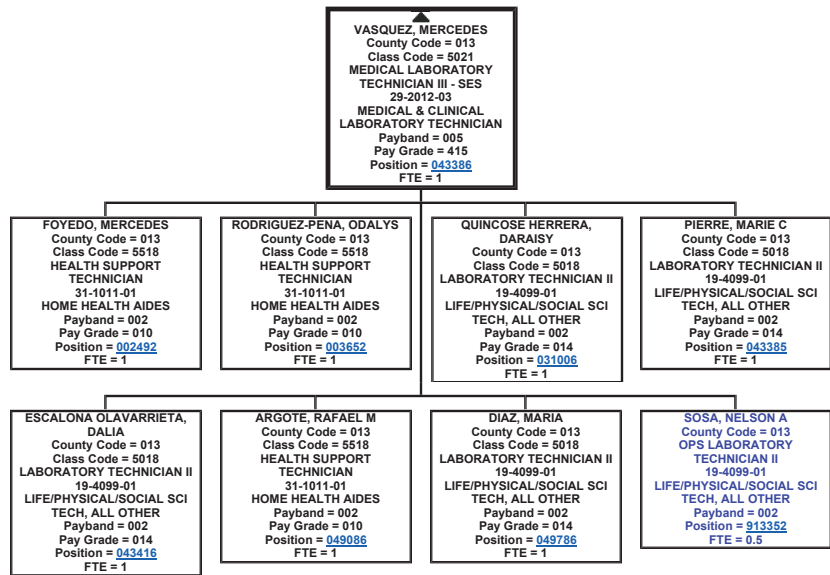 VASQUEZ, MERCEDES
County Code = 013
Class Code = 5021
MEDICAL LABORATORY
TECHNICIAN III - SES
29-2012-03
MEDICAL & CLINICAL
LABORATORY TECHNICIAN
Payband = 005
Pay Grade = 415
Position = 043386
FTE = 1
FOYEDO, MERCEDES
County Code = 013
Class Code = 5518
HEALTH SUPPORT
TECHNICIAN
31-1011-01
HOME HEALTH AIDES
Payband = 002
Pay Grade = 010
Position = 002492
FTE = 1
RODRIGUEZ-PENA, ODALYS
County Code = 013
Class Code = 5518
HEALTH SUPPORT
TECHNICIAN
31-1011-01
HOME HEALTH AIDES
Payband = 002
Pay Grade = 010
Position = 003652
FTE = 1
QUINCOSE HERRERA,
DARAISY
County Code = 013
Class Code = 5018
LABORATORY TECHNICIAN II
19-4099-01
LIFE/PHYSICAL/SOCIAL SCI
TECH, ALL OTHER
Payband = 002
Pay Grade = 014
Position = 031006
FTE = 1
PIERRE, MARIE C
County Code = 013
Class Code = 5018
LABORATORY TECHNICIAN II
19-4099-01
LIFE/PHYSICAL/SOCIAL SCI
TECH, ALL OTHER
Payband = 002
Pay Grade = 014
Position = 043385
FTE = 1
ESCALONA OLAVARRIETA,
DALIA
County Code = 013
Class Code = 5018
LABORATORY TECHNICIAN II
19-4099-01
LIFE/PHYSICAL/SOCIAL SCI
TECH, ALL OTHER
Payband = 002
Pay Grade = 014
Position = 043416
FTE = 1
ARGOTE, RAFAEL M
County Code = 013
Class Code = 5518
HEALTH SUPPORT
TECHNICIAN
31-1011-01
HOME HEALTH AIDES
Payband = 002
Pay Grade = 010
Position = 049086
FTE = 1
DIAZ, MARIA
County Code = 013
Class Code = 5018
LABORATORY TECHNICIAN II
19-4099-01
LIFE/PHYSICAL/SOCIAL SCI
TECH, ALL OTHER
Payband = 002
Pay Grade = 014
Position = 049786
FTE = 1
SOSA, NELSON A
County Code = 013
OPS LABORATORY
TECHNICIAN II
19-4099-01
LIFE/PHYSICAL/SOCIAL SCI
TECH, ALL OTHER
Payband = 002
Position = 913352
FTE = 0.5